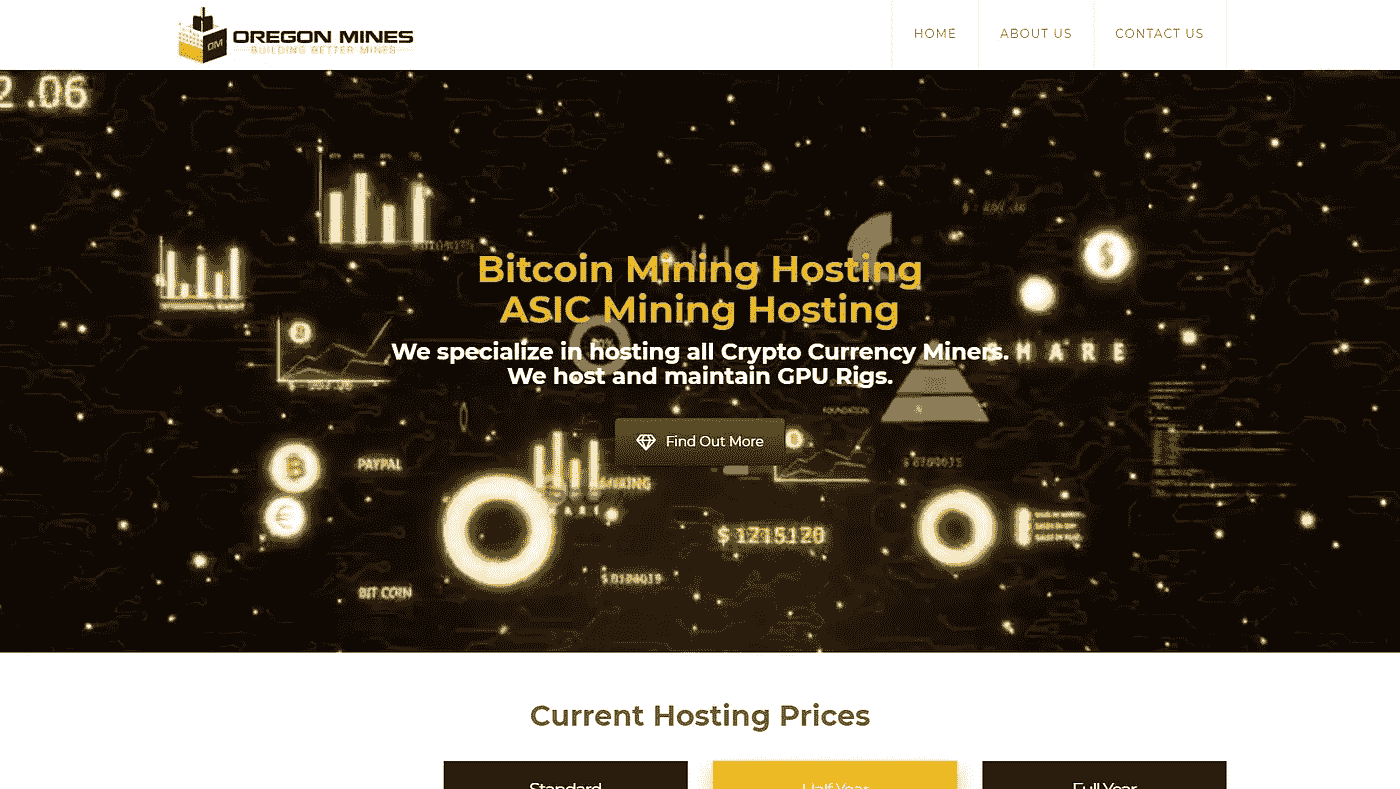 OREGON MINES
BUILDING BETTER MINES
OM
HOME
ABOUT US
CONTACT US
2.06
Bitcoin Mining Hosting
ASIC Mining Hosting
We specialize in hosting all Crypto Currency Miners.
We host and maintain GPU Rigs.
HARE
Find Out More
PAYPAL
$ 1215120
BIT COIN
Current Hosting Prices
Standard
Half Year
Full Year